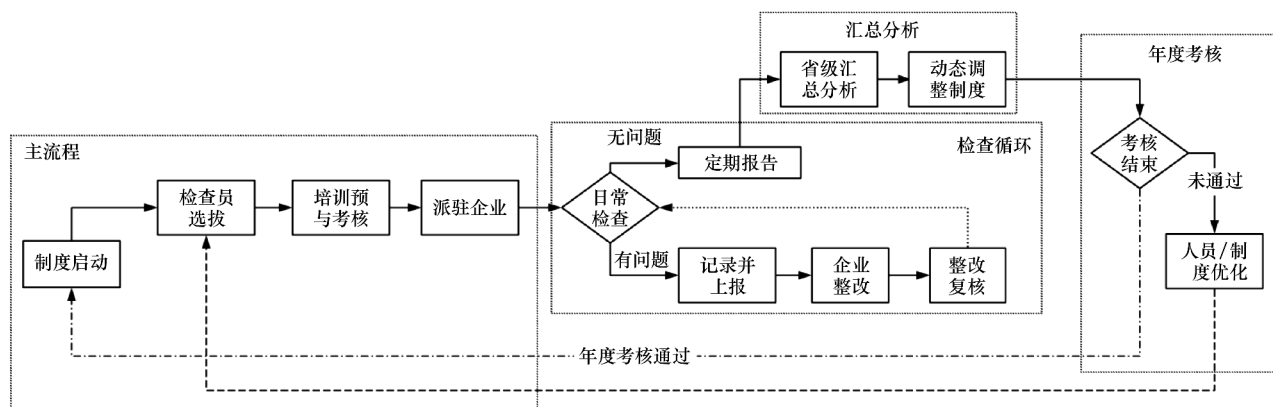 汇总分析
省级汇
总分析
动态调
整制度
年度考核
考核
结束
未通过
人员/制
度优化
主流程
制度启动
检查员
选拔
培训预
与考核
派驻企业
检查循环
日常
检查
无问题
定期报告
有问题
记录并
上报
企业
整改
整改
复核
年度考核通过